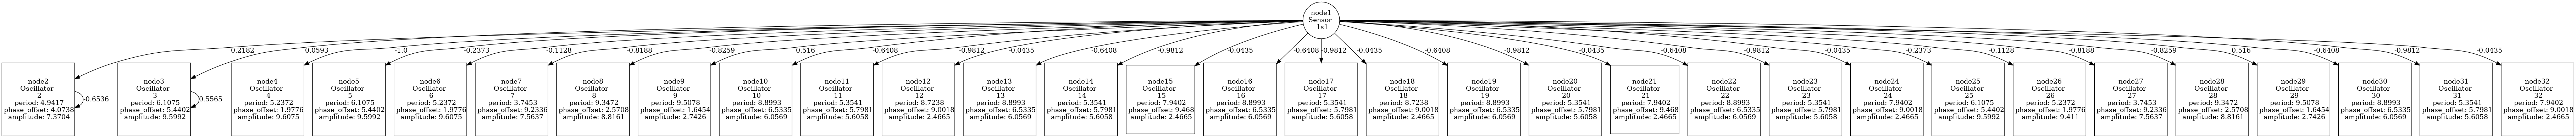 node1
Sensor
1s1
0.2182
0.0593
-1.0
-0.2373
-0.1128
-0.8188
-0.8259
0.516
-0.6408
-0.9812
-0.0435
-0.6408
-0.9812
-0.0435
-0.6408
-0.9812
-0.0435
-0.6408
-0.9812
-0.0435
-0.6408
-0.9812
-0.0435
-0.2373
-0.1128
-0.8188
-0.8259
0.516
-0.6408
-0.9812
-0.0435
node2
Oscillator
2
period: 4.9417
phase_offset: 4.0738
amplitude: 7.3704
-0.6536
node3
Oscillator
3
period: 6.1075
phase_offset: 5.4402
amplitude: 9.5992
0.5565
node4
Oscillator
4
period: 5.2372
phase_offset: 1.9776
amplitude: 9.6075
node5
Oscillator
5
period: 6.1075
phase_offset: 5.4402
amplitude: 9.5992
node6
Oscillator
6
period: 5.2372
phase_offset: 1.9776
amplitude: 9.6075
node7
Oscillator
7
period: 3.7453
phase_offset: 9.2336
amplitude: 7.5637
node8
Oscillator
8
period: 9.3472
phase_offset: 2.5708
amplitude: 8.8161
node9
Oscillator
9
period: 9.5078
phase_offset: 1.6454
amplitude: 2.7426
node10
Oscillator
10
period: 8.8993
phase_offset: 6.5335
amplitude: 6.0569
node11
Oscillator
11
period: 5.3541
phase_offset: 5.7981
amplitude: 5.6058
node12
Oscillator
12
period: 8.7238
phase_offset: 9.0018
amplitude: 2.4665
node13
Oscillator
13
period: 8.8993
phase_offset: 6.5335
amplitude: 6.0569
node14
Oscillator
14
period: 5.3541
phase_offset: 5.7981
amplitude: 5.6058
node15
Oscillator
15
period: 7.9402
phase_offset: 9.468
amplitude: 2.4665
node16
Oscillator
16
period: 8.8993
phase_offset: 6.5335
amplitude: 6.0569
node17
Oscillator
17
period: 5.3541
phase_offset: 5.7981
amplitude: 5.6058
node18
Oscillator
18
period: 8.7238
phase_offset: 9.0018
amplitude: 2.4665
node19
Oscillator
19
period: 8.8993
phase_offset: 6.5335
amplitude: 6.0569
node20
Oscillator
20
period: 5.3541
phase_offset: 5.7981
amplitude: 5.6058
node21
Oscillator
21
period: 7.9402
phase_offset: 9.468
amplitude: 2.4665
node22
Oscillator
22
period: 8.8993
phase_offset: 6.5335
amplitude: 6.0569
node23
Oscillator
23
period: 5.3541
phase_offset: 5.7981
amplitude: 5.6058
node24
Oscillator
24
period: 7.9402
phase_offset: 9.0018
amplitude: 2.4665
node25
Oscillator
25
period: 6.1075
phase_offset: 5.4402
amplitude: 9.5992
node26
Oscillator
26
period: 5.2372
phase_offset: 1.9776
amplitude: 9.411
node27
Oscillator
27
period: 3.7453
phase_offset: 9.2336
amplitude: 7.5637
node28
Oscillator
28
period: 9.3472
phase_offset: 2.5708
amplitude: 8.8161
node29
Oscillator
29
period: 9.5078
phase_offset: 1.6454
amplitude: 2.7426
node30
Oscillator
30
period: 8.8993
phase_offset: 6.5335
amplitude: 6.0569
node31
Oscillator
31
period: 5.3541
phase_offset: 5.7981
amplitude: 5.6058
node32
Oscillator
32
period: 7.9402
phase_offset: 9.0018
amplitude: 2.4665